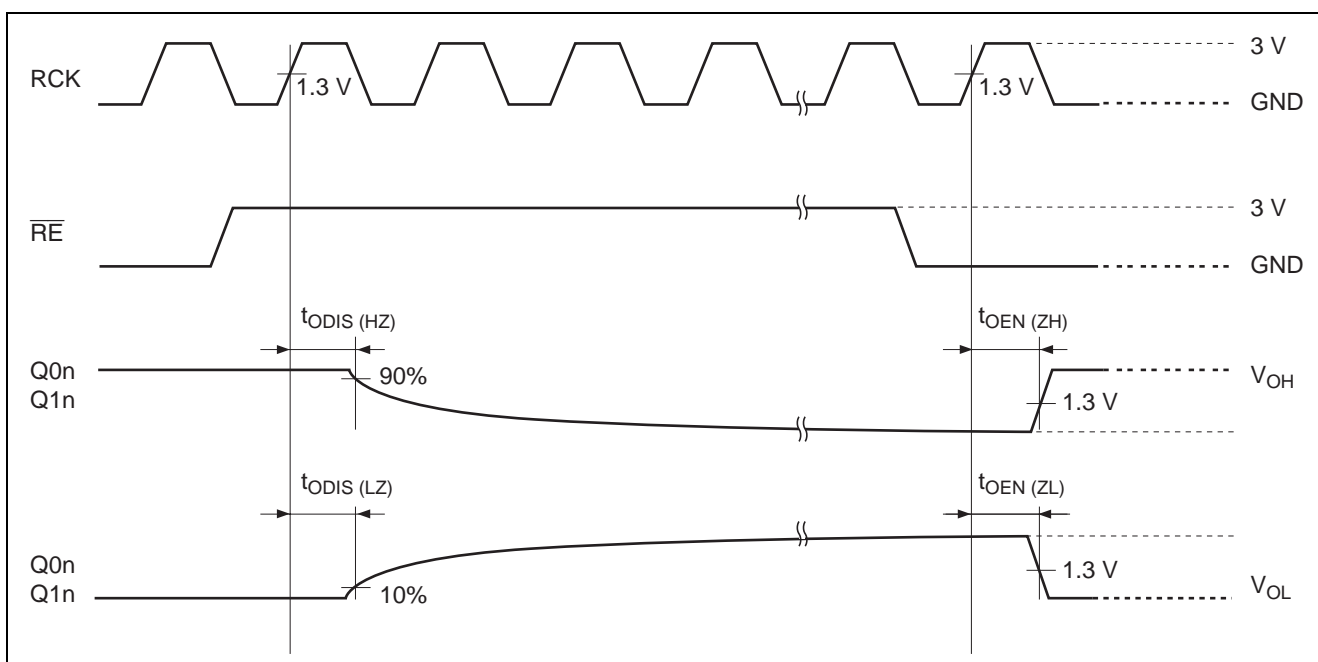 RCK
1.3 V
1.3 V
3 V
GND
R̅E̅
3 V
GND
tODIS (HZ)
tOEN (ZH)
Q0n
Q1n
90%
1.3 V
VOH
tODIS (LZ)
tOEN (ZL)
Q0n
Q1n
10%
1.3 V
VOL